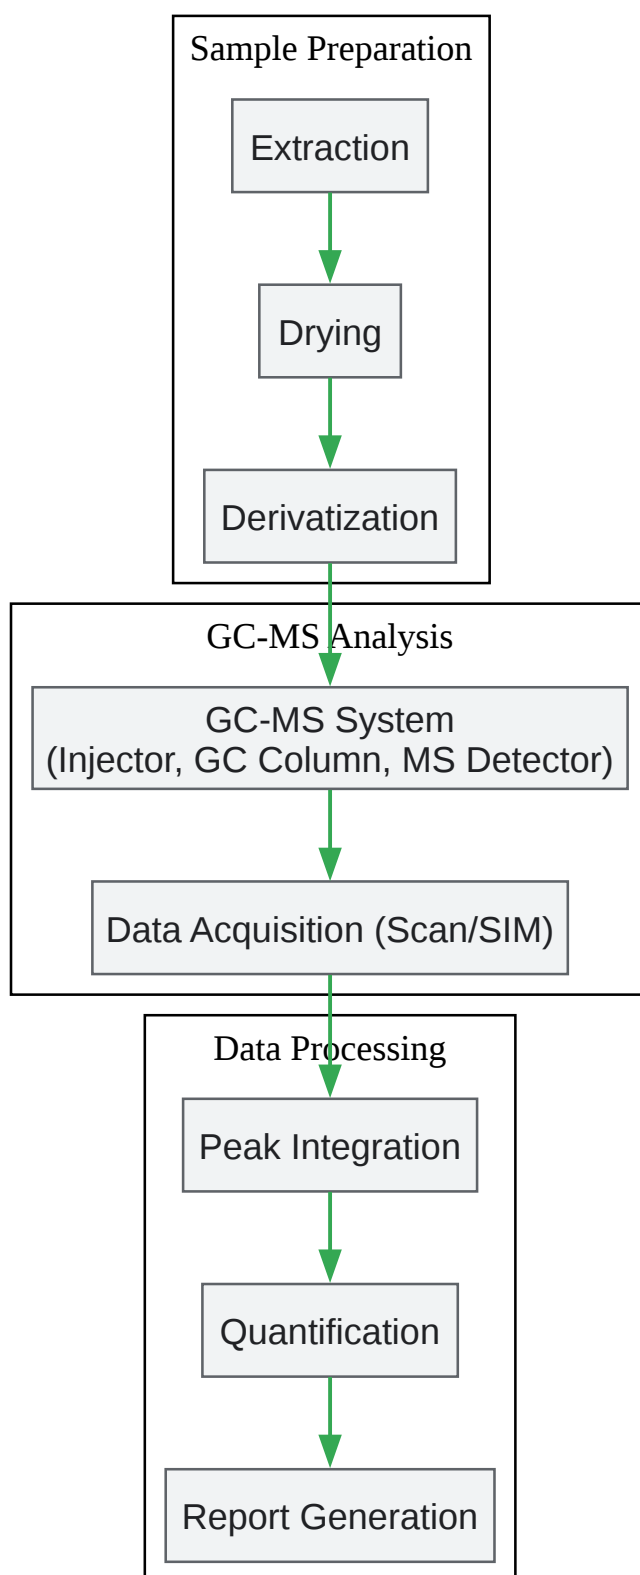 Sample Preparation
Extraction
Drying
Derivatization
GC-MS Analysis
GC-MS System
(Injector, GC Column, MS Detector)
Data Acquisition (Scan/SIM)
Data Processing
Peak Integration
Quantification
Report Generation